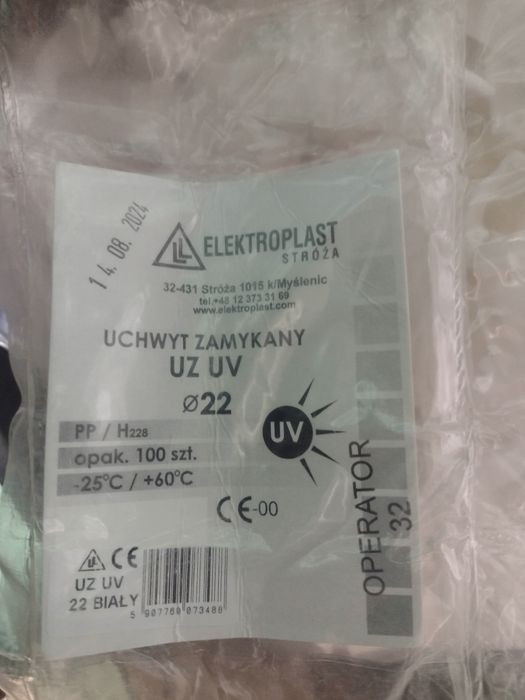 14.08.2024
ELEKTROPLAST
STRÓŻA
32-431 Stróża 1015 k/Myślenic
tel.+48 12 373 31 69
www.elektroplast.com
UCHWYT ZAMYKANY
UZ UV
⌀22
PP / H228
opak. 100 szt.
-25°C / +60°C
UV
CE-00
OPERATOR
32
CE
UZ UV
22 BIAŁY
5 907760 073488